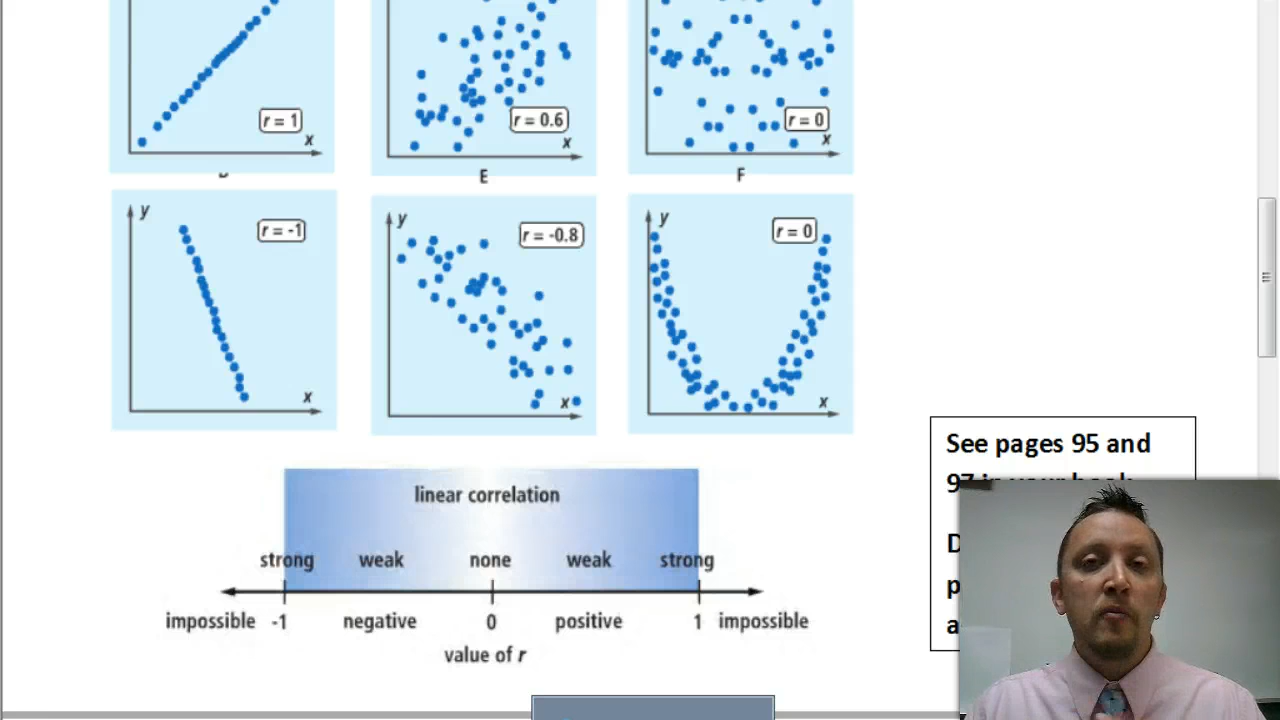 r = 1
x
r = 0.6
x
r = 0
x
E
F
y
r = -1
x
y
r = -0.8
x
y
r = 0
x
linear correlation
strong weak none weak strong
impossible -1 negative 0 positive 1 impossible
value of r
See pages 95 and